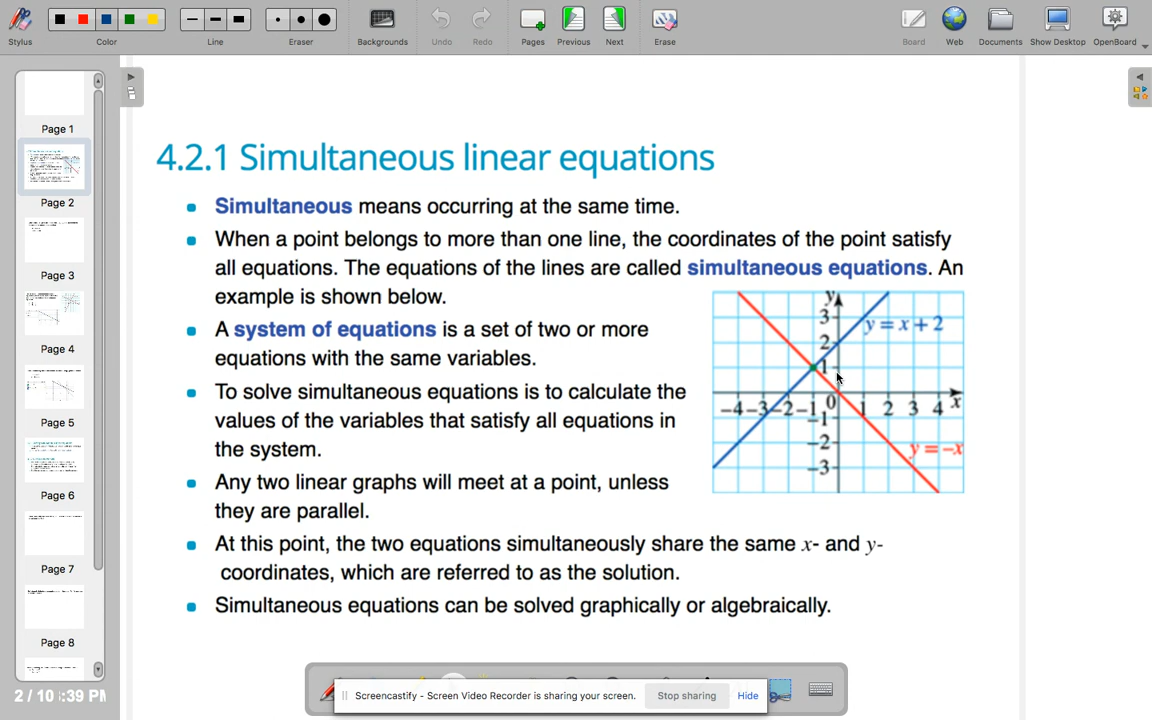 Stylus
Color
Line
Eraser
Backgrounds
Undo
Redo
Pages
Previous
Next
Erase
Board
Web
Documents
Show Desktop
OpenBoard
Page 1
Page 2
Page 3
Page 4
Page 5
Page 6
Page 7
Page 8
2 / 10
:39 PM
4.2.1 Simultaneous linear equations
Simultaneous means occurring at the same time.
When a point belongs to more than one line, the coordinates of the point satisfy
all equations. The equations of the lines are called simultaneous equations. An
example is shown below.
A system of equations is a set of two or more
equations with the same variables.
To solve simultaneous equations is to calculate the
values of the variables that satisfy all equations in
the system.
Any two linear graphs will meet at a point, unless
they are parallel.
At this point, the two equations simultaneously share the same x- and y-
coordinates, which are referred to as the solution.
Simultaneous equations can be solved graphically or algebraically.
y
3
y = x + 2
2
1
-4 -3 -2 -1 0 1 2 3 4 x
-1
-2
y = -x
-3
Screencastify - Screen Video Recorder is sharing your screen.
Stop sharing
Hide